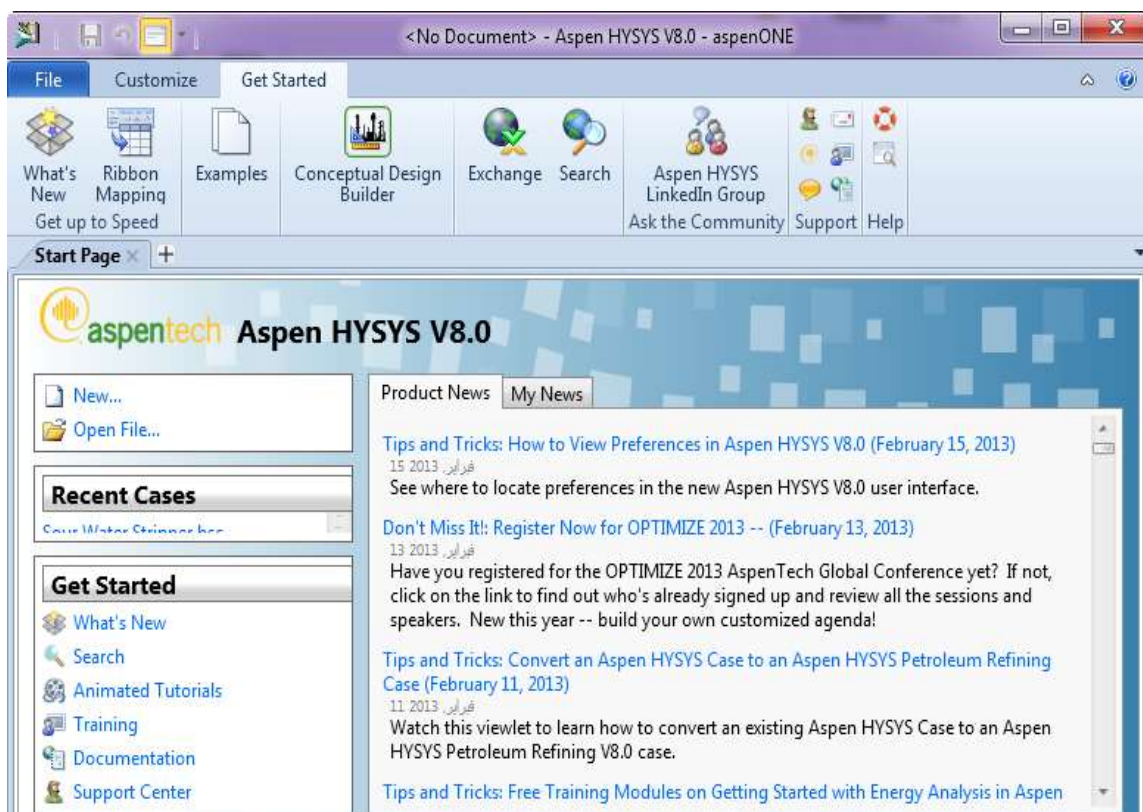 <No Document> - Aspen HYSYS V8.0 - aspenONE
File Customize Get Started
What's New
Ribbon Mapping
Examples
Conceptual Design Builder
Exchange
Search
Aspen HYSYS LinkedIn Group
Get up to Speed
Ask the Community
Support
Help
Start Page
aspentech Aspen HYSYS V8.0
New...
Open File...
Recent Cases
Sour Water Stripper.hsc
Get Started
What's New
Search
Animated Tutorials
Training
Documentation
Support Center
Product News My News
Tips and Tricks: How to View Preferences in Aspen HYSYS V8.0 (February 15, 2013)
15 فبراير, 2013
See where to locate preferences in the new Aspen HYSYS V8.0 user interface.
Don't Miss It!: Register Now for OPTIMIZE 2013 -- (February 13, 2013)
13 فبراير, 2013
Have you registered for the OPTIMIZE 2013 AspenTech Global Conference yet? If not,
click on the link to find out who's already signed up and review all the sessions and
speakers. New this year -- build your own customized agenda!
Tips and Tricks: Convert an Aspen HYSYS Case to an Aspen HYSYS Petroleum Refining
Case (February 11, 2013)
11 فبراير, 2013
Watch this viewlet to learn how to convert an existing Aspen HYSYS Case to an Aspen
HYSYS Petroleum Refining V8.0 case.
Tips and Tricks: Free Training Modules on Getting Started with Energy Analysis in Aspen